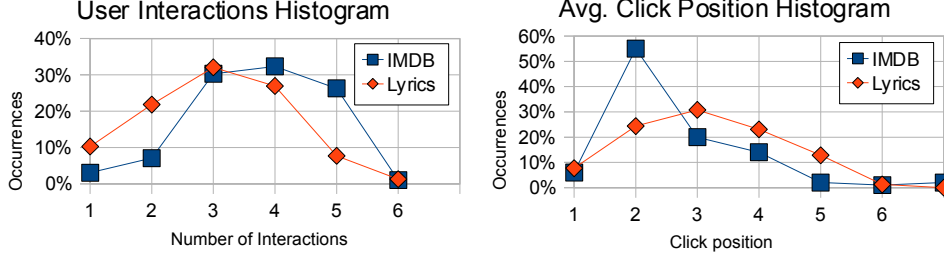 User Interactions Histogram
40%
30%
20%
10%
0%
Occurrences
IMDB
Lyrics
1 2 3 4 5 6
Number of Interactions
Avg. Click Position Histogram
60%
50%
40%
30%
20%
10%
0%
Occurrences
IMDB
Lyrics
1 2 3 4 5 6
Click position